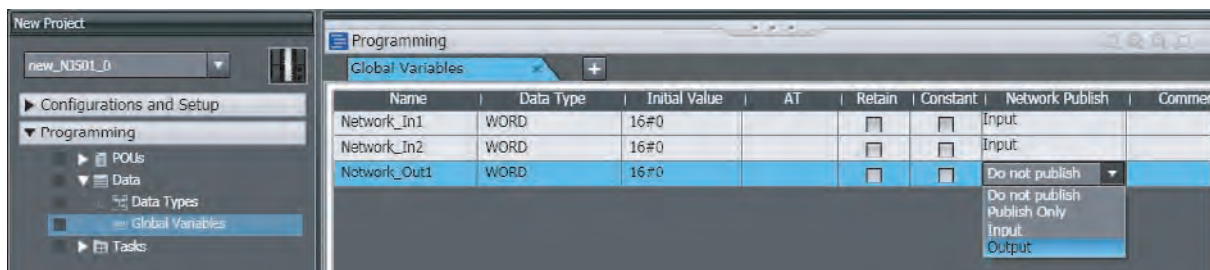 New Project
new_NJ501_0
Configurations and Setup
Programming
POUs
Data
Data Types
Global Variables
Tasks
Programming
Global Variables
Name Data Type Initial Value AT Retain Constant Network Publish Comme
Network_In1 WORD 16#0 Input
Network_In2 WORD 16#0 Input
Network_Out1 WORD 16#0 Do not publish
Do not publish
Publish Only
Input
Output